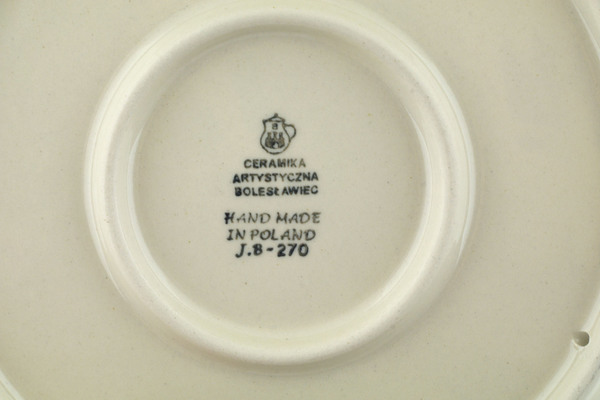 CERAMIKA
ARTYSTYCZNA
BOLESŁAWIEC
HAND MADE
IN POLAND
J.B-270